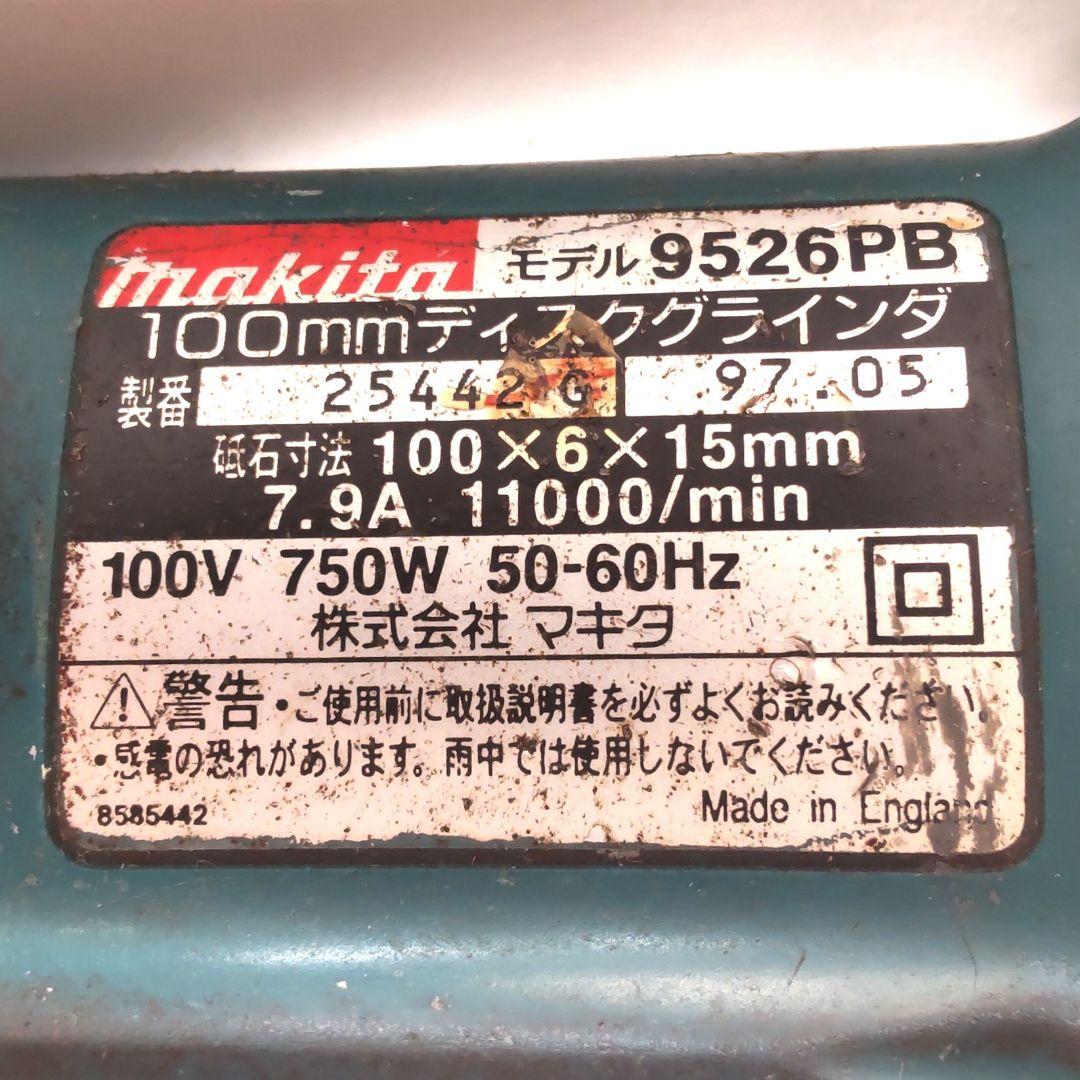 makita モデル 9526PB
100mmディスクグラインダ
製番 25442 G 97.05
砥石寸法 100×6×15mm
7.9A 11000/min
100V 750W 50-60Hz
株式会社 マキタ
警告・ご使用前に取扱説明書を必ずよくお読みください。
・感電の恐れがあります。雨中では使用しないでください。
8585442 Made in England